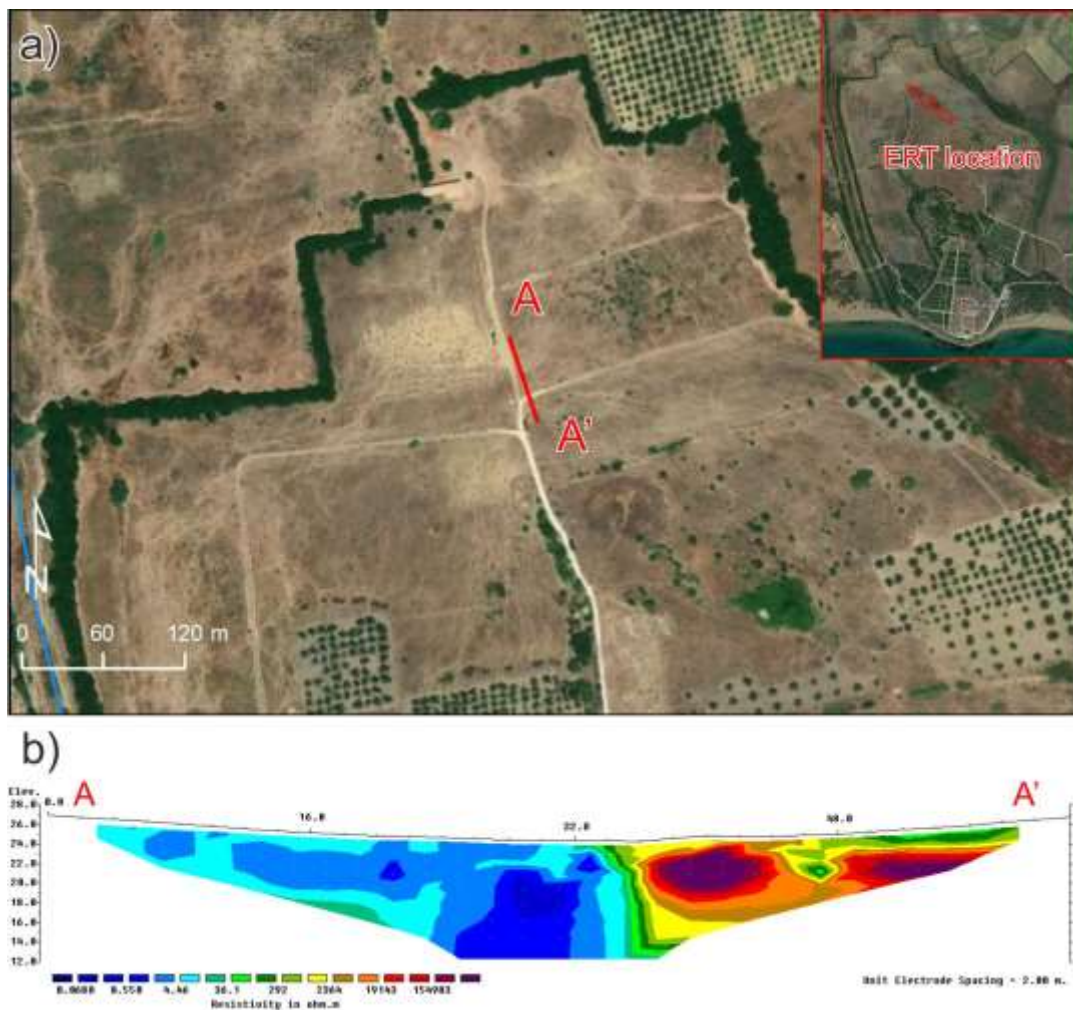 a)
ERT location
A
A'
N
0 60 120 m
b)
A
A'
Elev.
0.0
16.0
32.0
48.0
28.0
26.0
24.0
22.0
20.0
18.0
16.0
14.0
12.0
0.0680 0.550 4.46 36.1 292 2364 19143 154983
Resistivity in ohm.m
Unit Electrode Spacing = 2.00 m.